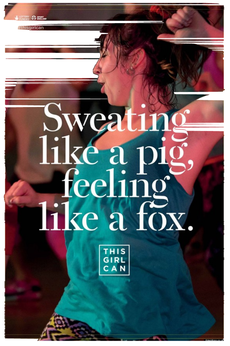 Sweating
like a pig,
feeling
like a fox.
THIS
GIRL
CAN